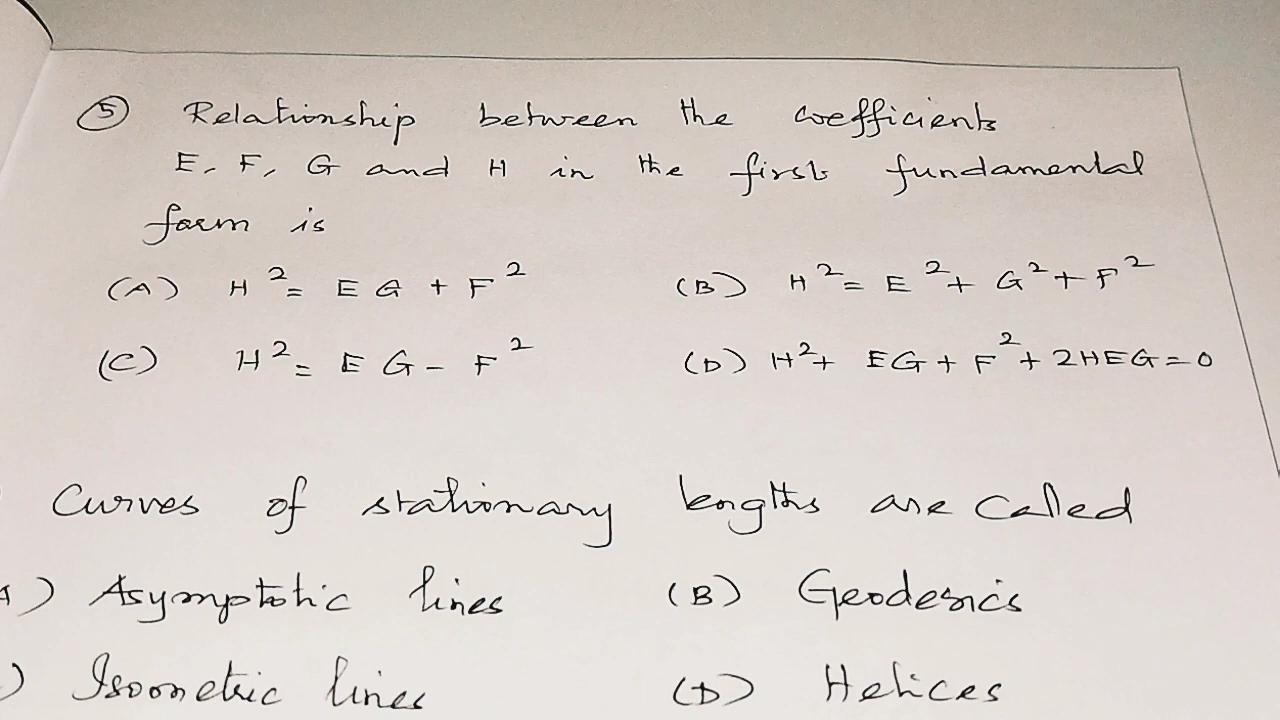 ⑤ Relationship between the coefficients
E, F, G and H in the first fundamental
form is
(A) H² = EG + F² (B) H² = E² + G² + F²
(C) H² = EG - F² (D) H² + EG + F² + 2HEG = 0
Curves of stationary lengths are called
A) Asymptotic lines (B) Geodesics
) Isometric lines (D) Helices